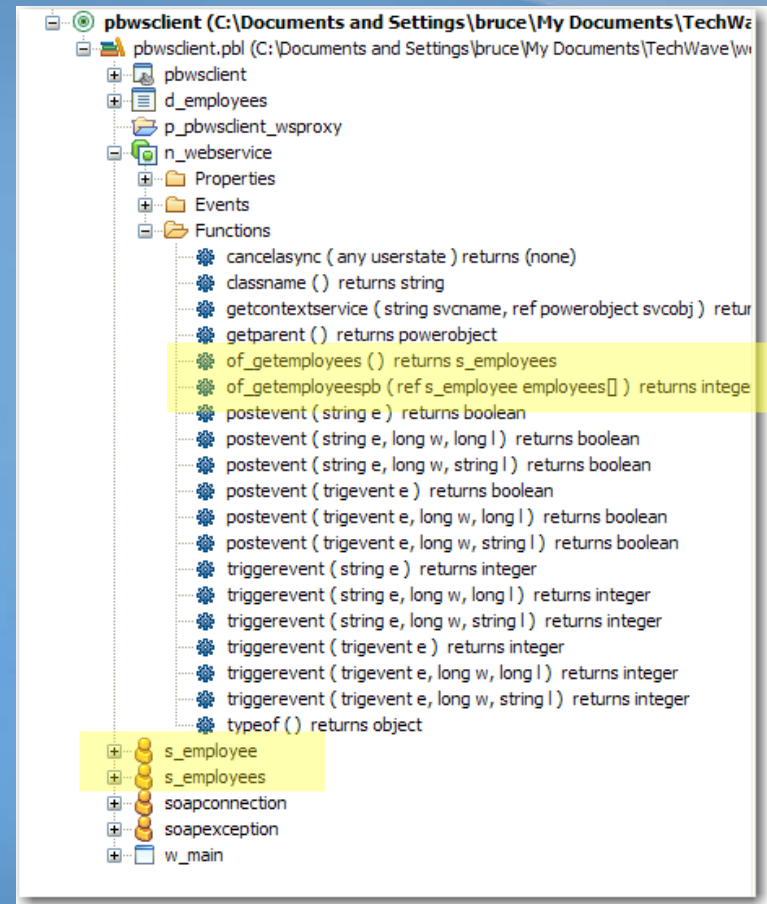 pbwsclient (C:\Documents and Settings\bruce\My Documents\TechWa
pbwsclient.pbl (C:\Documents and Settings\bruce\My Documents\TechWave\w
pbwsclient
d_employees
p_pbwsclient_wsproxy
n_webservice
Properties
Events
Functions
cancelasync ( any userstate ) returns (none)
classname ( ) returns string
getcontextservice ( string svcname, ref powerobject svcobj ) retur
getparent ( ) returns powerobject
of_getemployees ( ) returns s_employees
of_getemployeespb ( ref s_employee employees[] ) returns intege
postevent ( string e ) returns boolean
postevent ( string e, long w, long l ) returns boolean
postevent ( string e, long w, string l ) returns boolean
postevent ( trigevent e ) returns boolean
postevent ( trigevent e, long w, long l ) returns boolean
postevent ( trigevent e, long w, string l ) returns boolean
triggerevent ( string e ) returns integer
triggerevent ( string e, long w, long l ) returns integer
triggerevent ( string e, long w, string l ) returns integer
triggerevent ( trigevent e ) returns integer
triggerevent ( trigevent e, long w, long l ) returns integer
triggerevent ( trigevent e, long w, string l ) returns integer
typeof ( ) returns object
s_employee
s_employees
soapconnection
soapexception
w_main